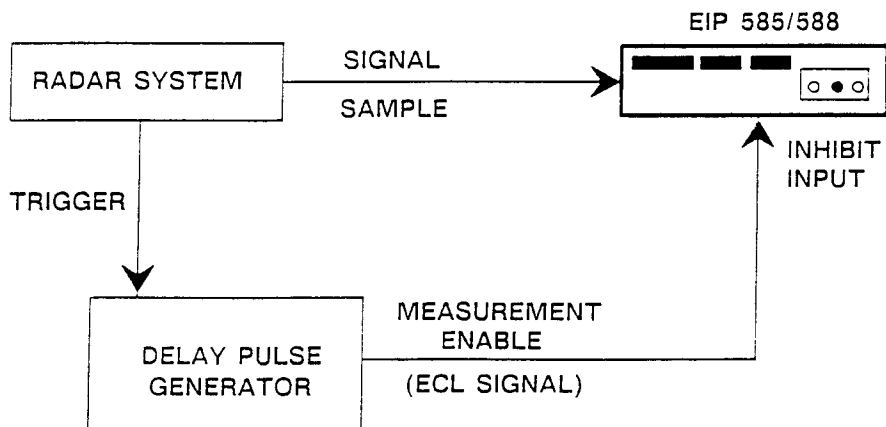 EIP 585/588
RADAR SYSTEM
SIGNAL
SAMPLE
INHIBIT
INPUT
TRIGGER
MEASUREMENT
ENABLE
(ECL SIGNAL)
DELAY PULSE
GENERATOR